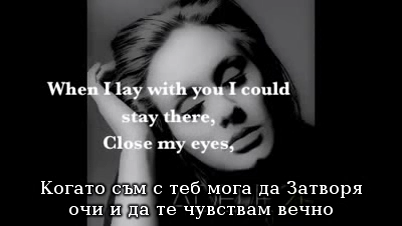 When I lay with you I could
stay there,
Close my eyes,
Когато съм с теб мога да Затворя
очи и да те чувствам вечно